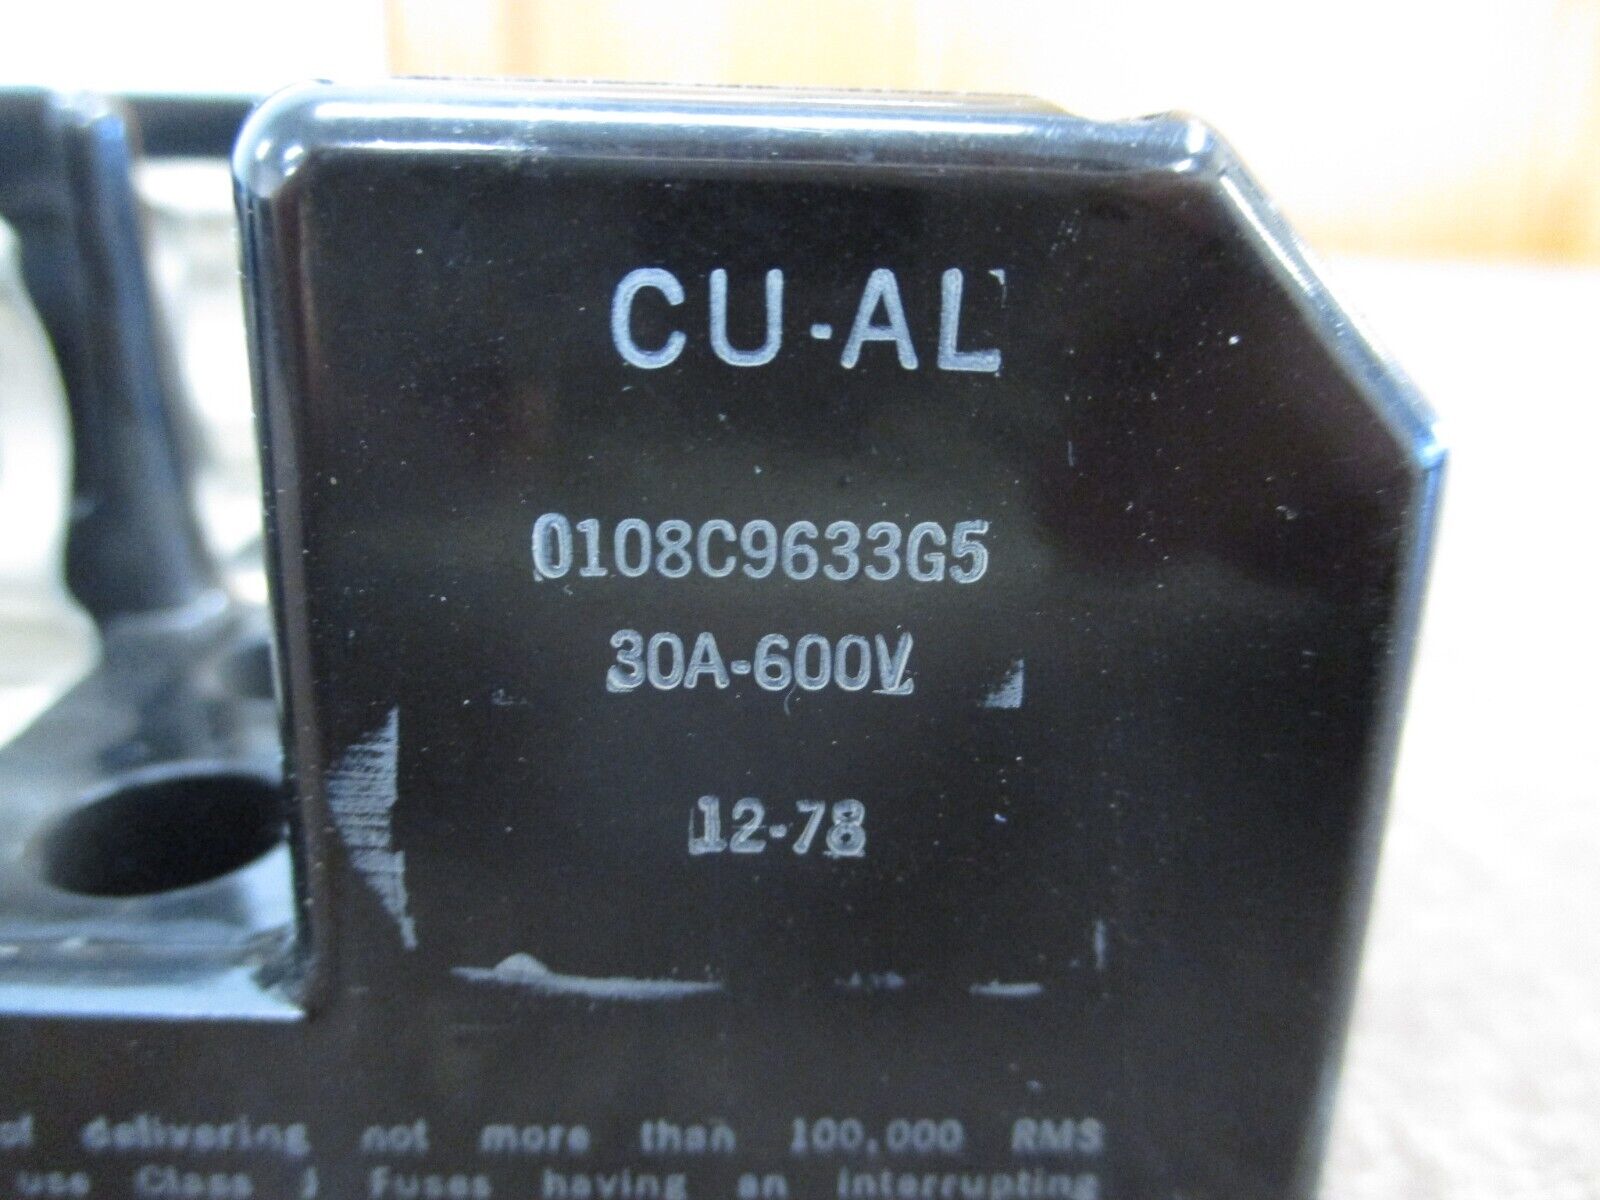 CU-AL
0108C9633G5
30A-600V
12-78
of delivering not more than 100,000 RMS
use Class J Fuses having an interrupting